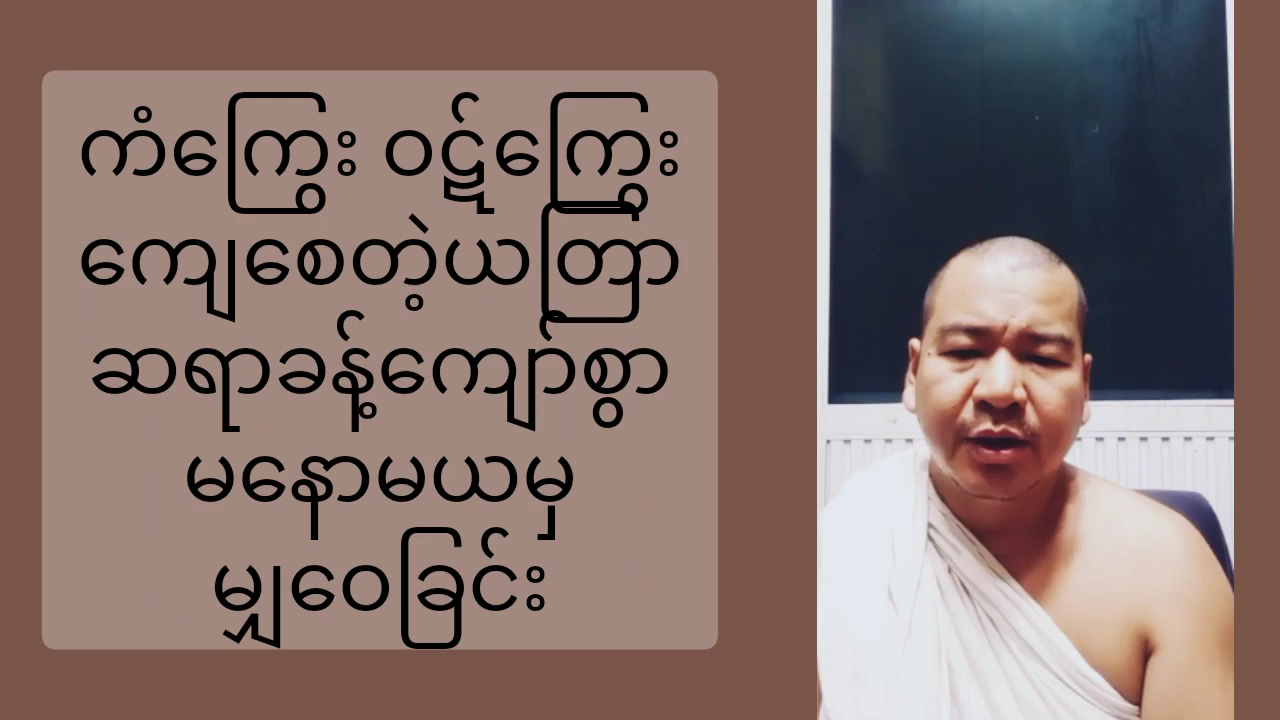 ကံကြွေး ဝဋ်ကြွေး
ကျေစေတဲ့ယတြာ
ဆရာခန့်ကျော်စွာ
မနောမယမှ
မျှဝေခြင်း